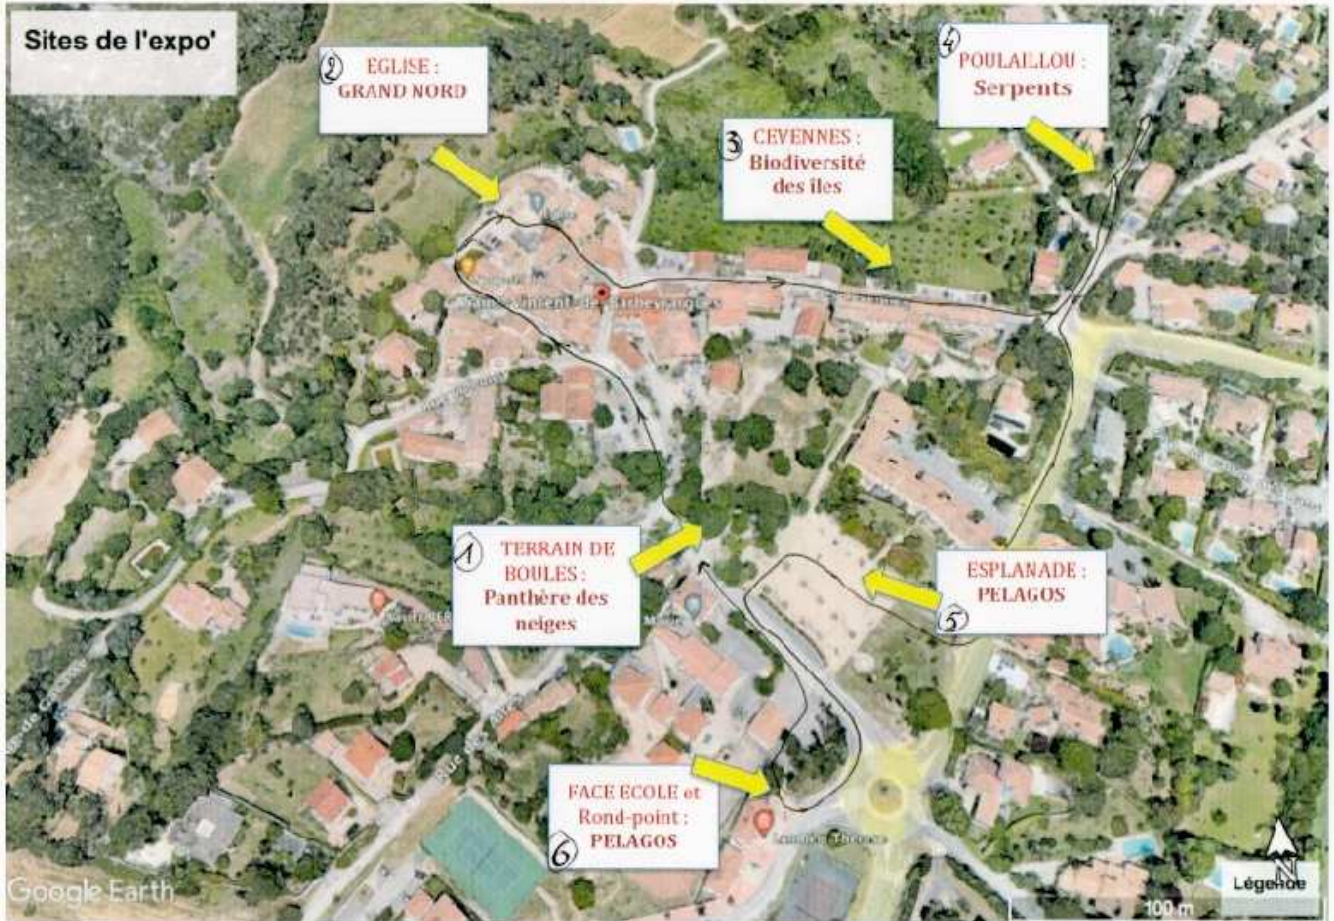 Sites de l'expo'
2
EGLISE :
GRAND NORD
4
POULAILLOU :
Serpents
3
CEVENNES :
Biodiversité
des îles
1
TERRAIN DE
BOULES :
Panthère des
neiges
ESPLANADE :
PELAGOS
5
FACE ECOLE et
Rond-point :
PELAGOS
6
Google Earth
N
Légende
100 m